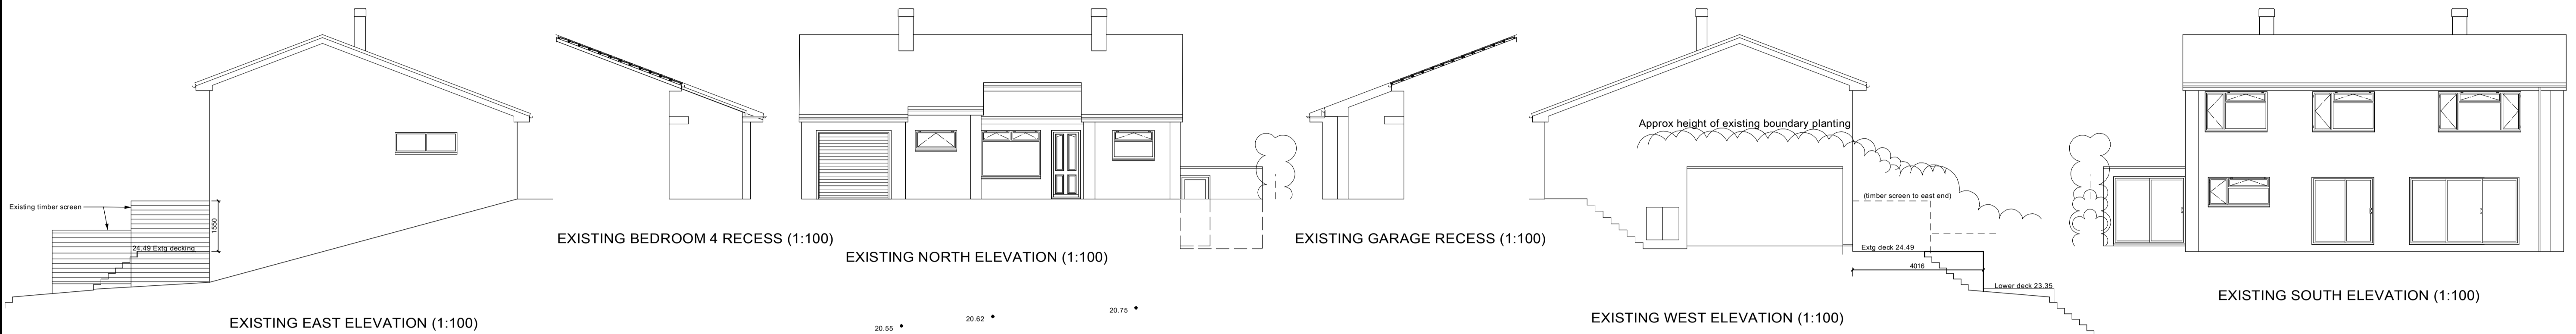 Existing timber screen
1550
24.49 Extg decking
EXISTING EAST ELEVATION (1:100)
EXISTING BEDROOM 4 RECESS (1:100)
EXISTING NORTH ELEVATION (1:100)
20.55
20.62
20.75
EXISTING GARAGE RECESS (1:100)
Approx height of existing boundary planting
(timber screen to east end)
Extg deck 24.49
4016
Lower deck 23.35
EXISTING WEST ELEVATION (1:100)
EXISTING SOUTH ELEVATION (1:100)